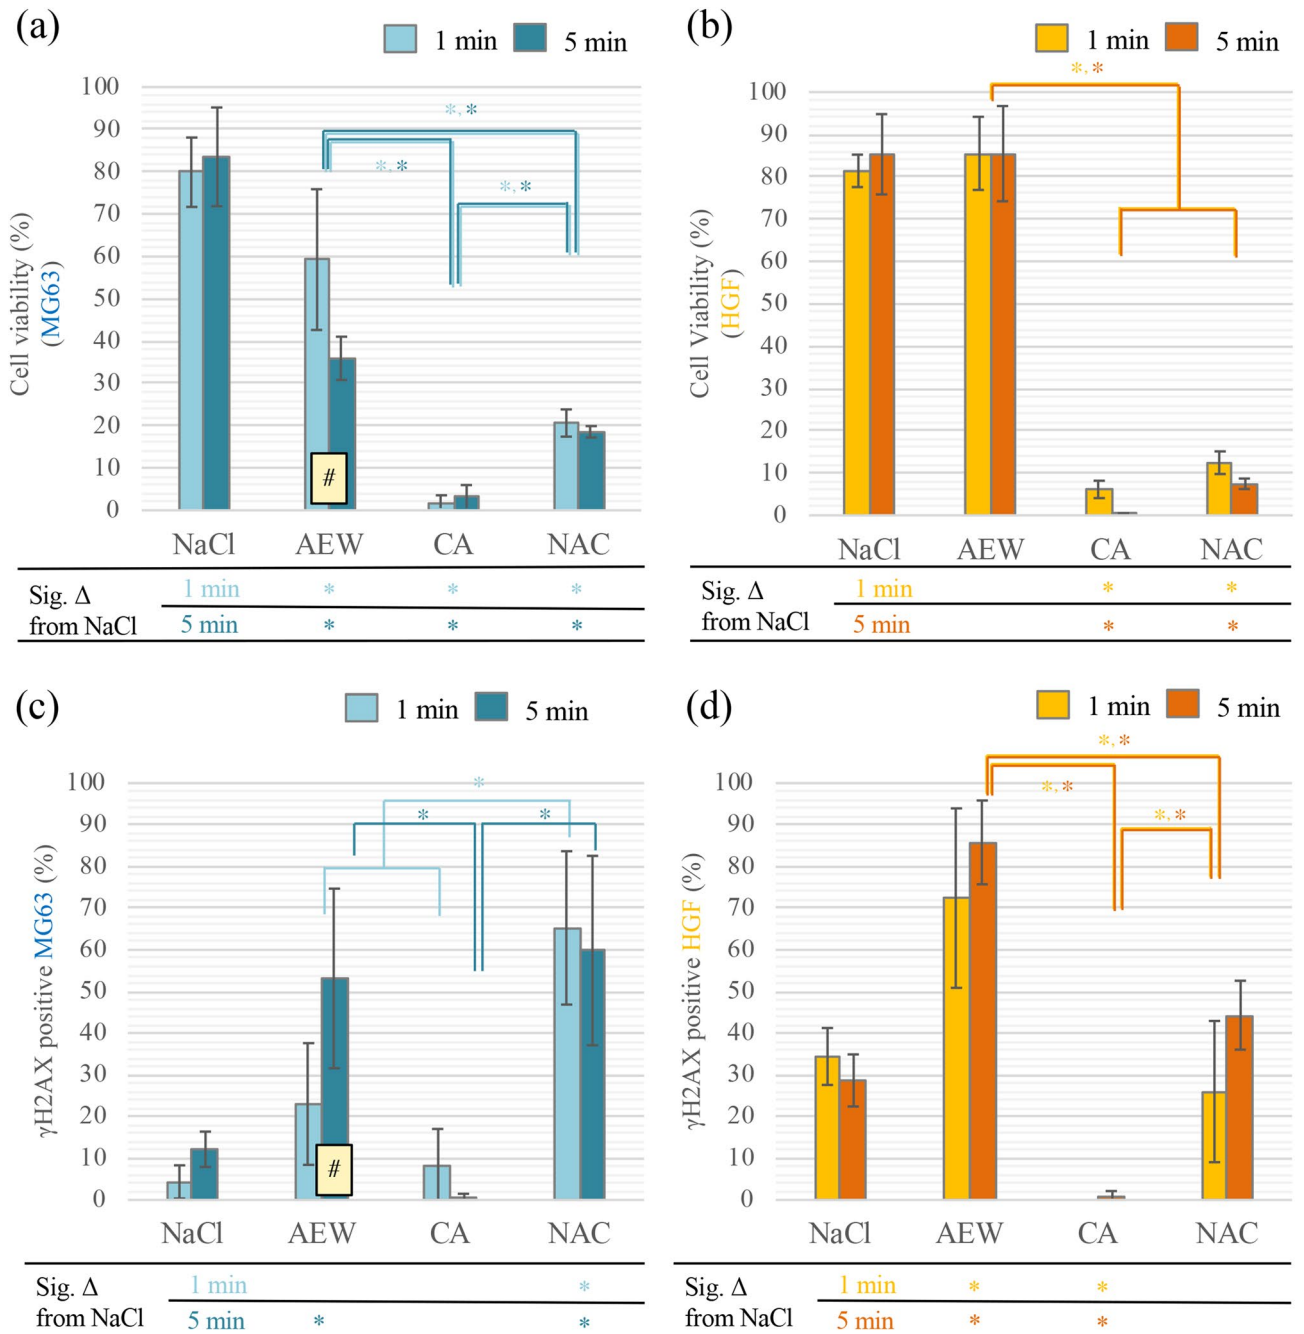 (a)
1 min 5 min
*,*
*,*
*,*
100
90
80
70
60
50
40
30
20
10
0
Cell viability (%)
(MG63)
#
NaCl AEW CA NAC
Sig. Δ
from NaCl
1 min * * *
5 min * * *
(b)
1 min 5 min
*,*
100
90
80
70
60
50
40
30
20
10
0
Cell Viability (%)
(HGF)
NaCl AEW CA NAC
Sig. Δ
from NaCl
1 min * *
5 min * *
(c)
1 min 5 min
*
* *
100
90
80
70
60
50
40
30
20
10
0
γH2AX positive MG63 (%)
#
NaCl AEW CA NAC
Sig. Δ
from NaCl
1 min *
5 min * *
(d)
1 min 5 min
*,*
*,*
*,*
100
90
80
70
60
50
40
30
20
10
0
γH2AX positive HGF (%)
NaCl AEW CA NAC
Sig. Δ
from NaCl
1 min * *
5 min * *